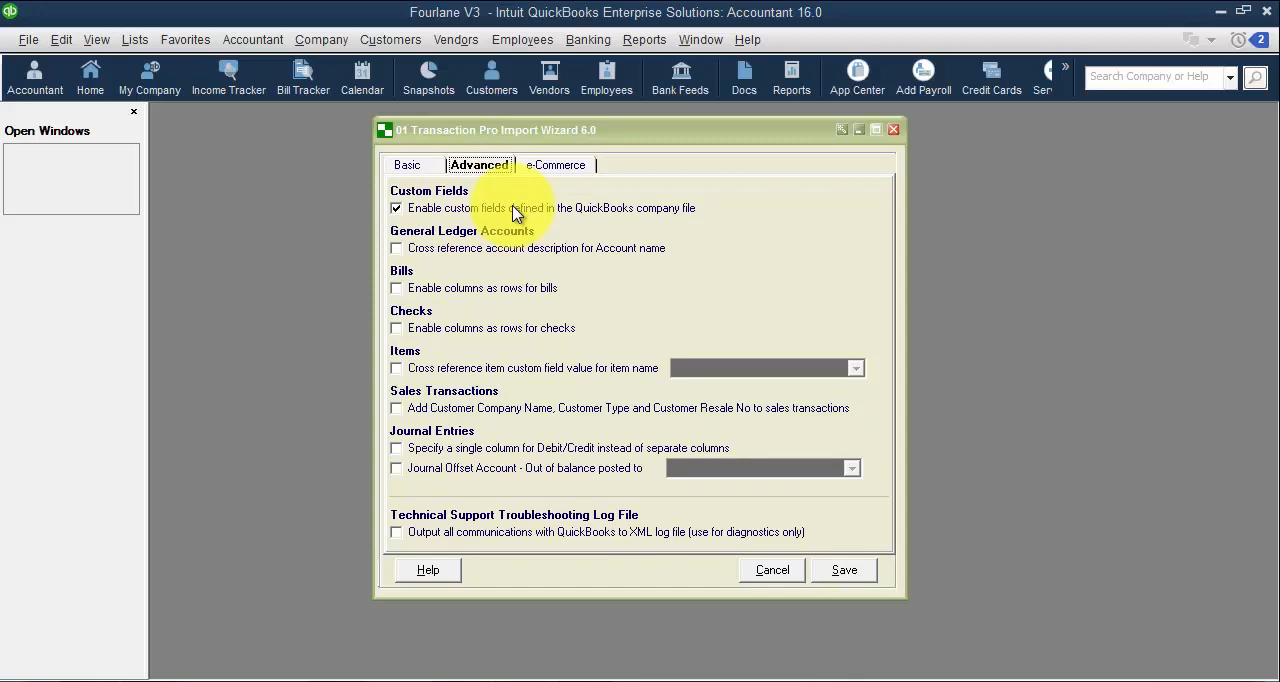 Fourlane V3 - Intuit QuickBooks Enterprise Solutions: Accountant 16.0
File Edit View Lists Favorites Accountant Company Customers Vendors Employees Banking Reports Window Help 2
Accountant Home My Company Income Tracker Bill Tracker Calendar Snapshots Customers Vendors Employees Bank Feeds Docs Reports App Center Add Payroll Credit Cards Ser
Search Company or Help
Open Windows
01 Transaction Pro Import Wizard 6.0
Basic Advanced e-Commerce
Custom Fields
Enable custom fields defined in the QuickBooks company file
General Ledger Accounts
Cross reference account description for Account name
Bills
Enable columns as rows for bills
Checks
Enable columns as rows for checks
Items
Cross reference item custom field value for item name
Sales Transactions
Add Customer Company Name, Customer Type and Customer Resale No to sales transactions
Journal Entries
Specify a single column for Debit/Credit instead of separate columns
Journal Offset Account - Out of balance posted to
Technical Support Troubleshooting Log File
Output all communications with QuickBooks to XML log file (use for diagnostics only)
Help Cancel Save